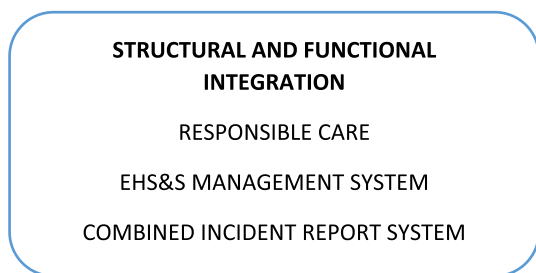 STRUCTURAL AND FUNCTIONAL
INTEGRATION
RESPONSIBLE CARE
EHS&S MANAGEMENT SYSTEM
COMBINED INCIDENT REPORT SYSTEM